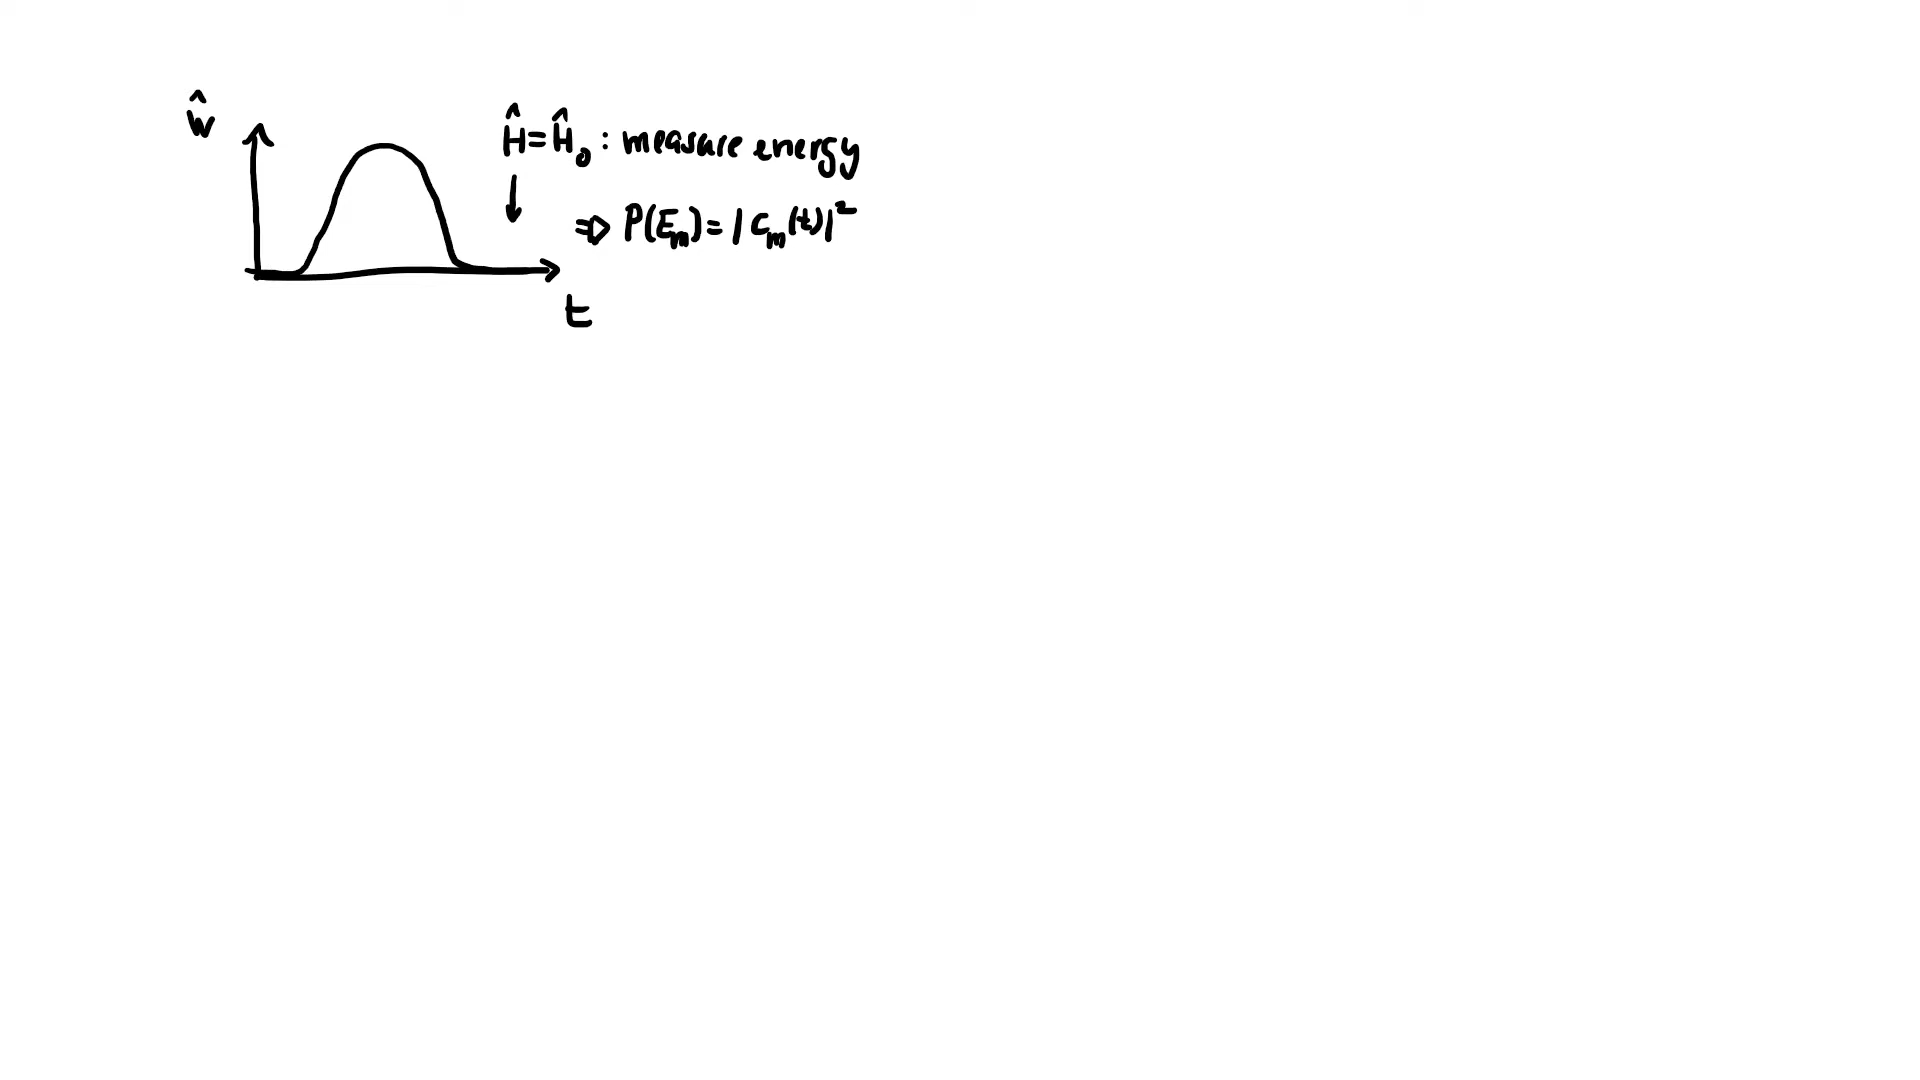 Ŵ
Ĥ=Ĥ₀ : measure energy
⇒ P(Eₘ) = |cₘ(t)|²
t